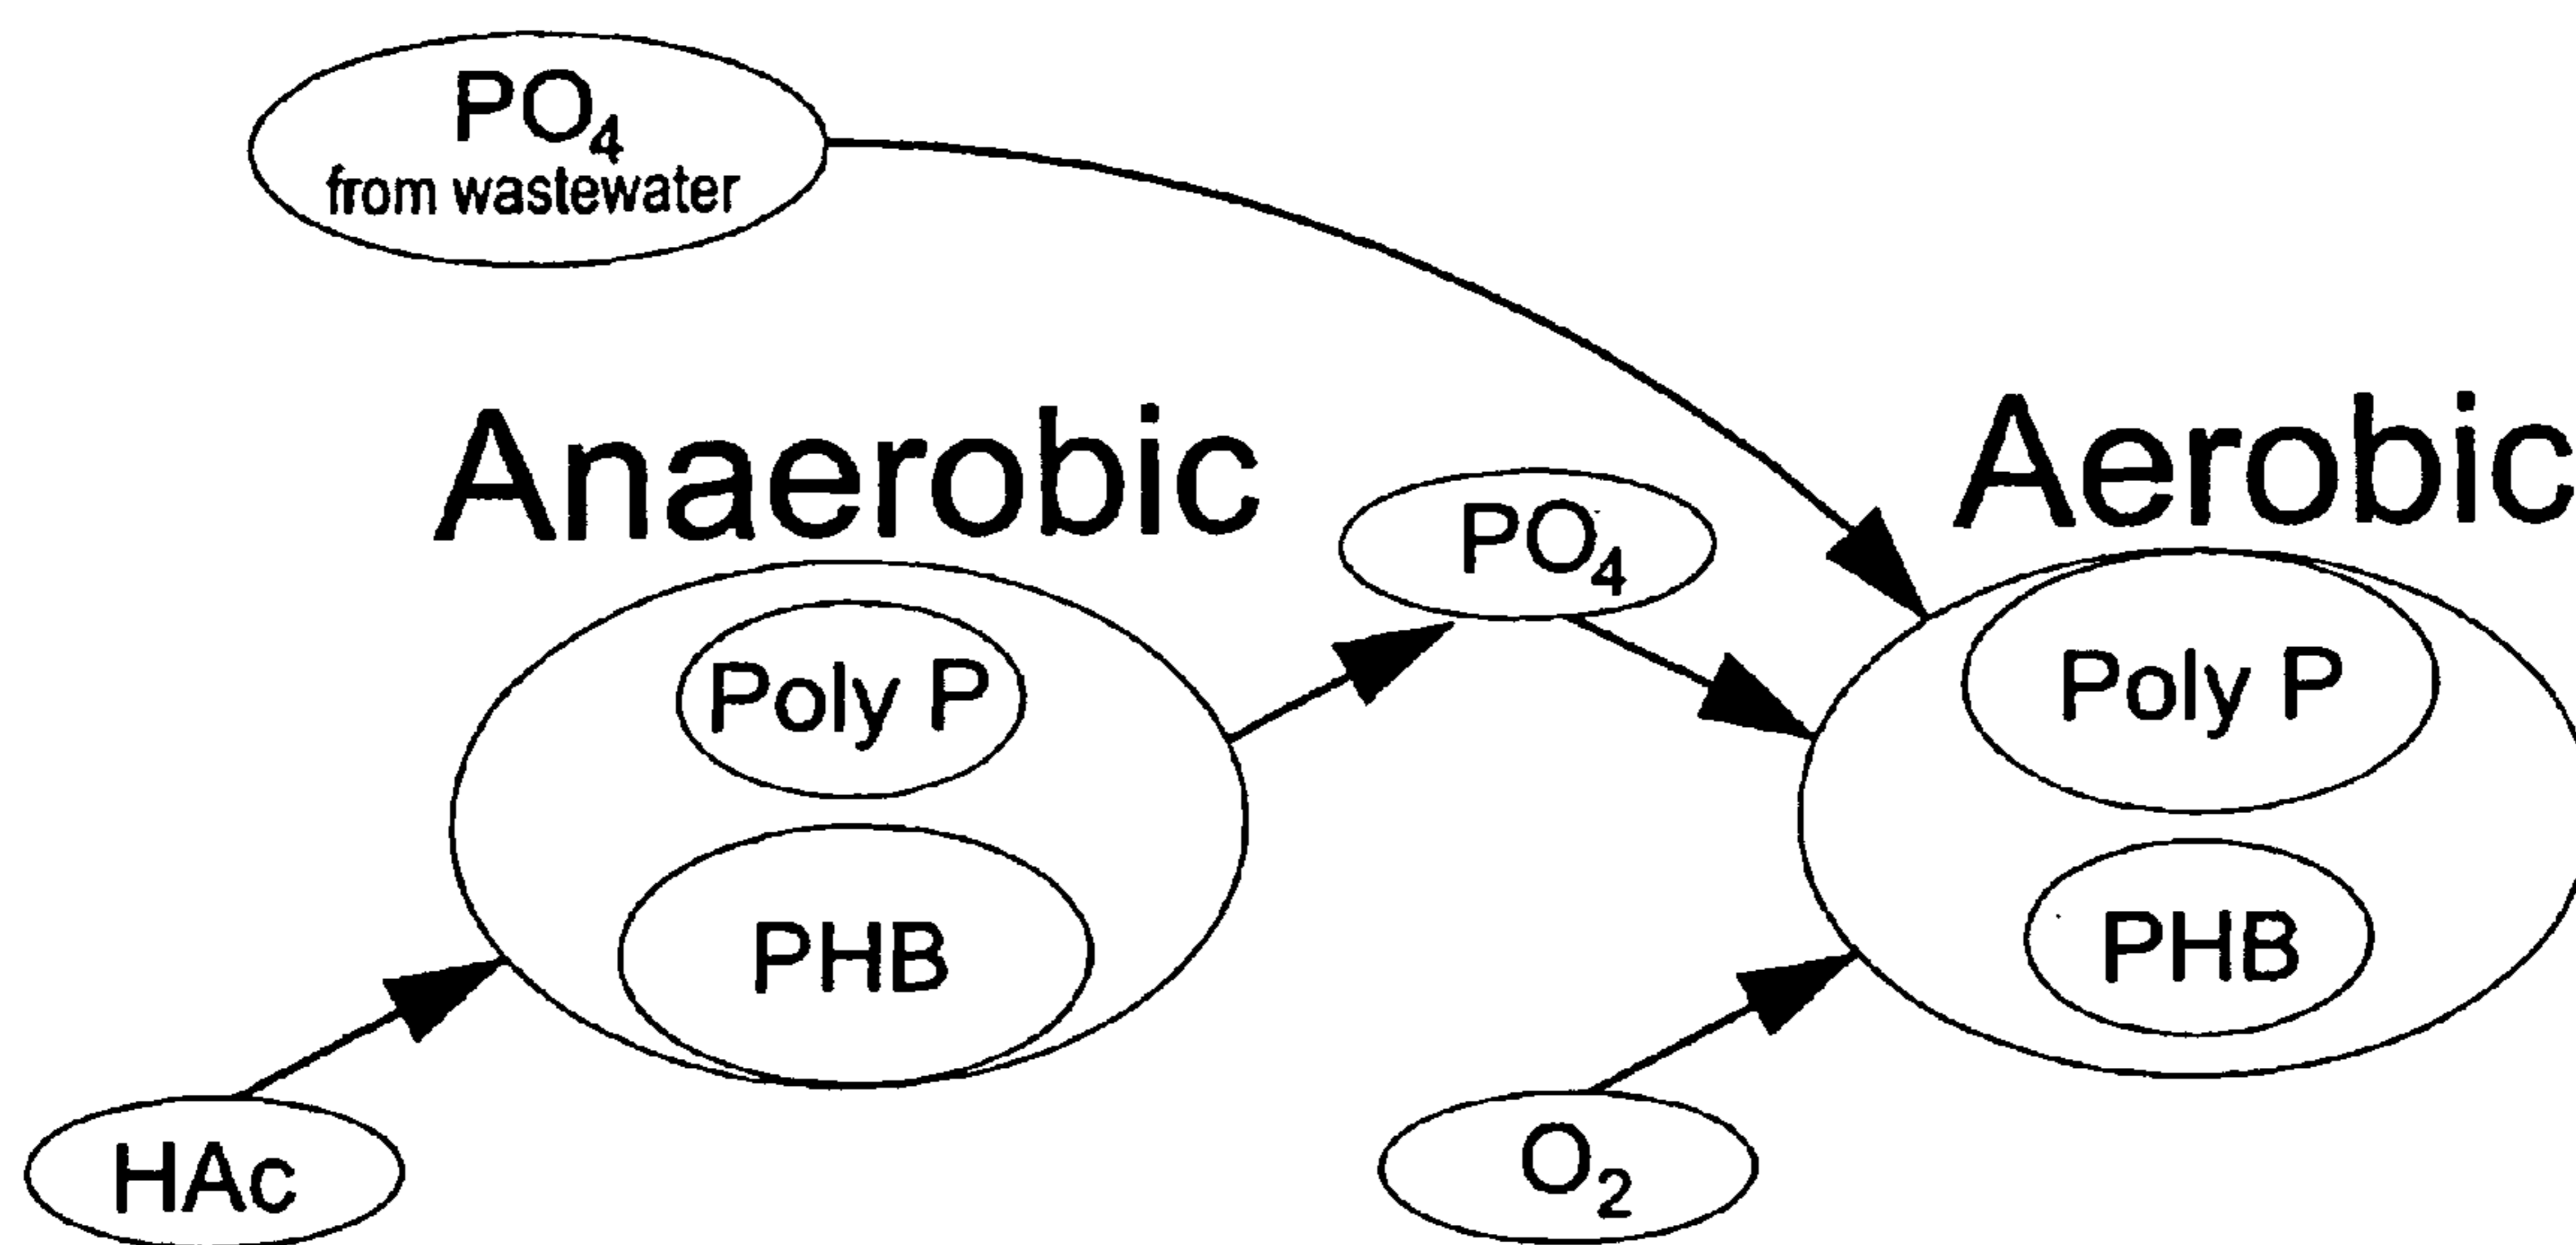 PO₄
from wastewater
Anaerobic
Aerobic
PO₄
Poly P
Poly P
PHB
PHB
HAc
O₂